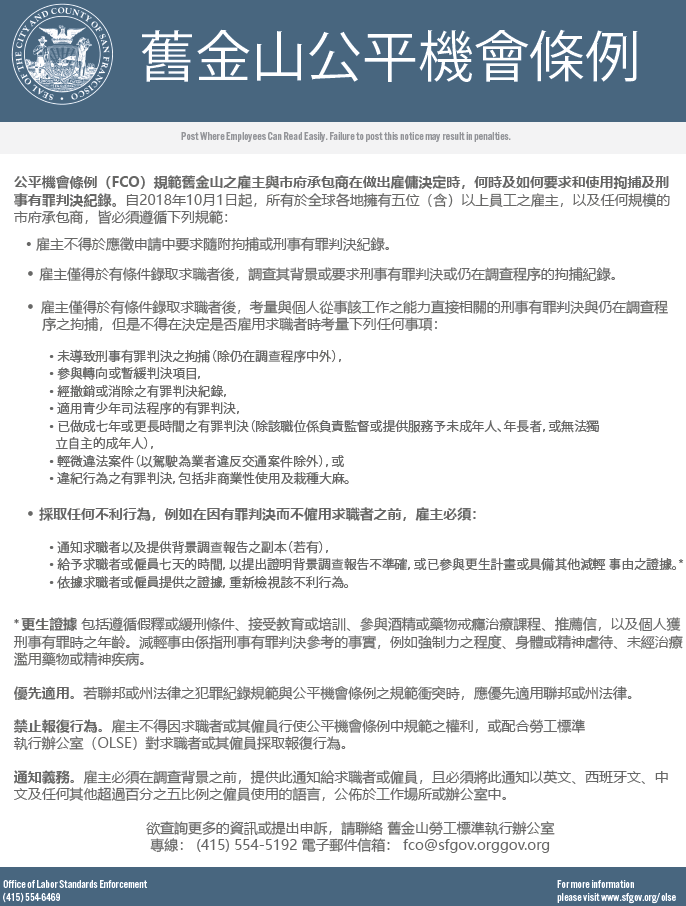 SEAL OF THE CITY AND COUNTY OF SAN FRANCISCO
舊金山公平機會條例
Post Where Employees Can Read Easily. Failure to post this notice may result in penalties.
公平機會條例（FCO）規範舊金山之雇主與市府承包商在做出雇傭決定時，何時及如何要求和使用拘捕及刑
事有罪判決紀錄。自2018年10月1日起，所有於全球各地擁有五位（含）以上員工之雇主，以及任何規模的
市府承包商，皆必須遵循下列規範：
• 雇主不得於應徵申請中要求隨附拘捕或刑事有罪判決紀錄。
• 雇主僅得於有條件錄取求職者後，調查其背景或要求刑事有罪判決或仍在調查程序的拘捕紀錄。
• 雇主僅得於有條件錄取求職者後，考量與個人從事該工作之能力直接相關的刑事有罪判決與仍在調查程
序之拘捕，但是不得在決定是否雇用求職者時考量下列任何事項：
• 未導致刑事有罪判決之拘捕（除仍在調查程序中外），
• 參與轉向或暫緩判決項目，
• 經撤銷或消除之有罪判決紀錄，
• 適用青少年司法程序的有罪判決，
• 已做成七年或更長時間之有罪判決（除該職位係負責監督或提供服務予未成年人、年長者，或無法獨
立自主的成年人），
• 輕微違法案件（以駕駛為業者違反交通案件除外），或
• 違紀行為之有罪判決，包括非商業性使用及栽種大麻。
• 採取任何不利行為，例如在因有罪判決而不僱用求職者之前，雇主必須：
• 通知求職者以及提供背景調查報告之副本（若有），
• 給予求職者或僱員七天的時間，以提出證明背景調查報告不準確，或已參與更生計畫或具備其他減輕 事由之證據。*
• 依據求職者或僱員提供之證據，重新檢視該不利行為。
* 更生證據 包括遵循假釋或緩刑條件、接受教育或培訓、參與酒精或藥物戒癮治療課程、推薦信，以及個人獲
刑事有罪時之年齡。減輕事由係指刑事有罪判決參考的事實，例如強制力之程度、身體或精神虐待、未經治療
濫用藥物或精神疾病。
優先適用。若聯邦或州法律之犯罪紀錄規範與公平機會條例之規範衝突時，應優先適用聯邦或州法律。
禁止報復行為。雇主不得因求職者或其僱員行使公平機會條例中規範之權利，或配合勞工標準
執行辦公室（OLSE）對求職者或其僱員採取報復行為。
通知義務。雇主必須在調查背景之前，提供此通知給求職者或僱員，且必須將此通知以英文、西班牙文、中
文及任何其他超過百分之五比例之僱員使用的語言，公佈於工作場所或辦公室中。
欲查詢更多的資訊或提出申訴，請聯絡 舊金山勞工標準執行辦公室
專線： (415) 554-5192 電子郵件信箱： fco@sfgov.orggov.org
Office of Labor Standards Enforcement
(415) 554-6469
For more information
please visit www.sfgov.org/olse